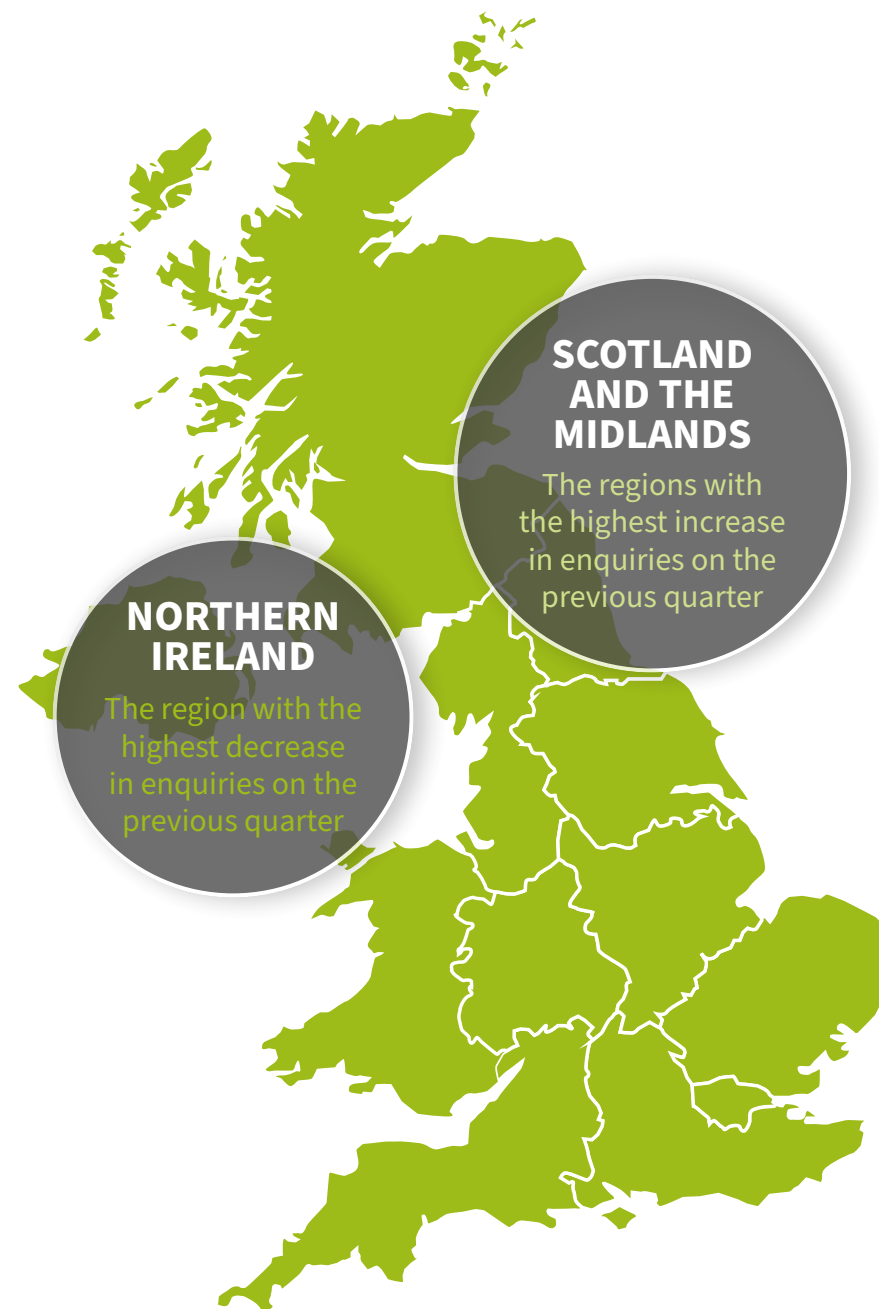 SCOTLAND
AND THE
MIDLANDS
The regions with
the highest increase
in enquiries on the
previous quarter
NORTHERN
IRELAND
The region with the
highest decrease
in enquiries on the
previous quarter